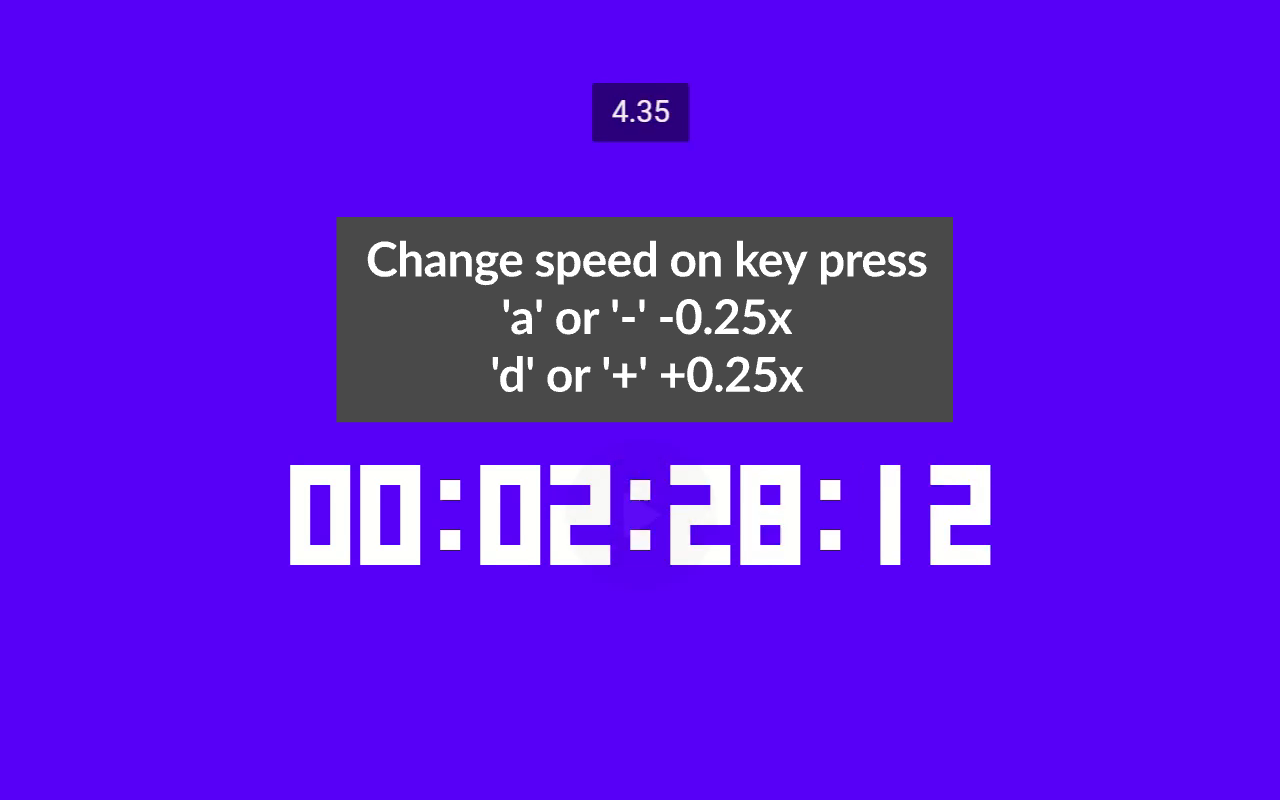 4.35
Change speed on key press
'a' or '-' -0.25x
'd' or '+' +0.25x
00:02:28:12